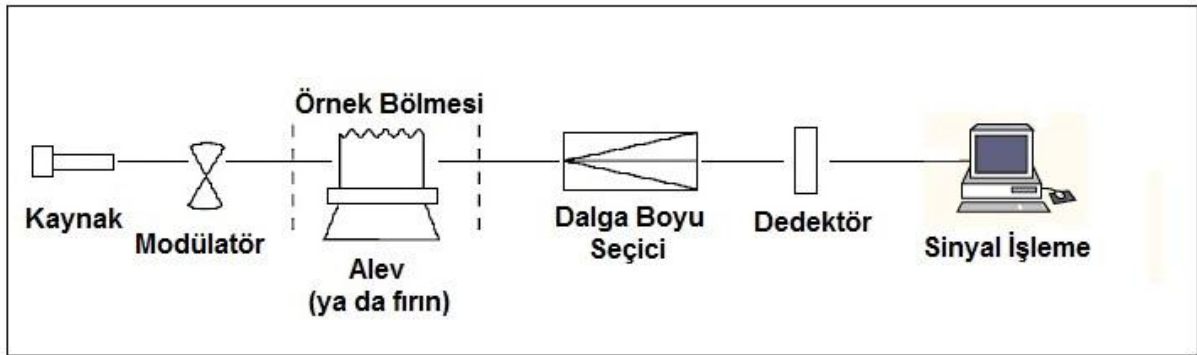 Örnek Bölmesi
Kaynak
Modülatör
Alev
(ya da fırın)
Dalga Boyu
Seçici
Dedektör
Sinyal İşleme